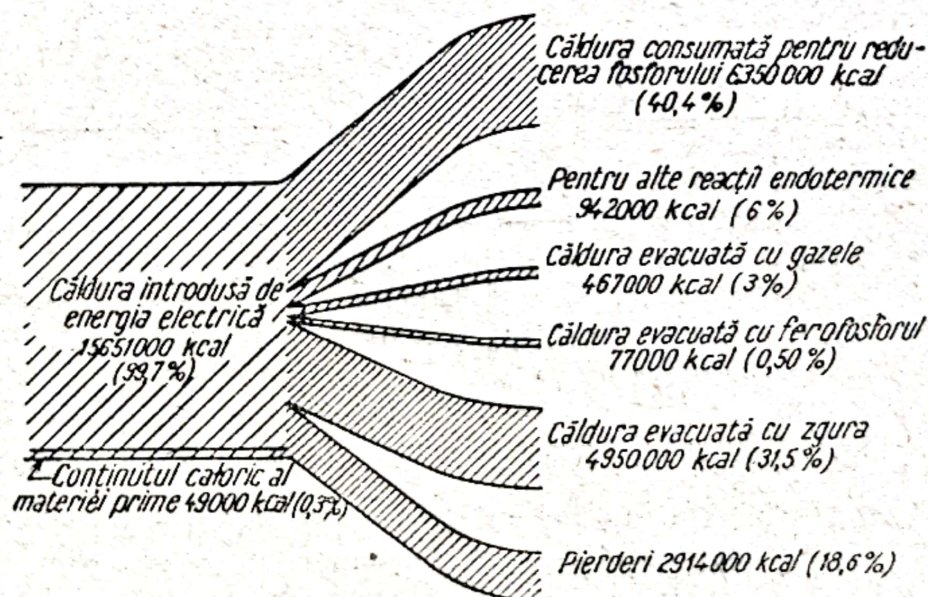 Căldura consumată pentru redu-
cerea fosforului 6350000 kcal
(40,4%)
Pentru alte reacții endotermice
942000 kcal (6%)
Căldura evacuată cu gazele
467000 kcal (3%)
Căldura introdusă de
energia electrică
15651000 kcal
(99,7%)
Căldura evacuată cu ferofosforul
77000 kcal (0,50%)
Căldura evacuată cu zgura
4950000 kcal (31,5%)
Conținutul caloric al
materiei prime 49000 kcal (0,3%)
Pierderi 2914000 kcal (18,6%)